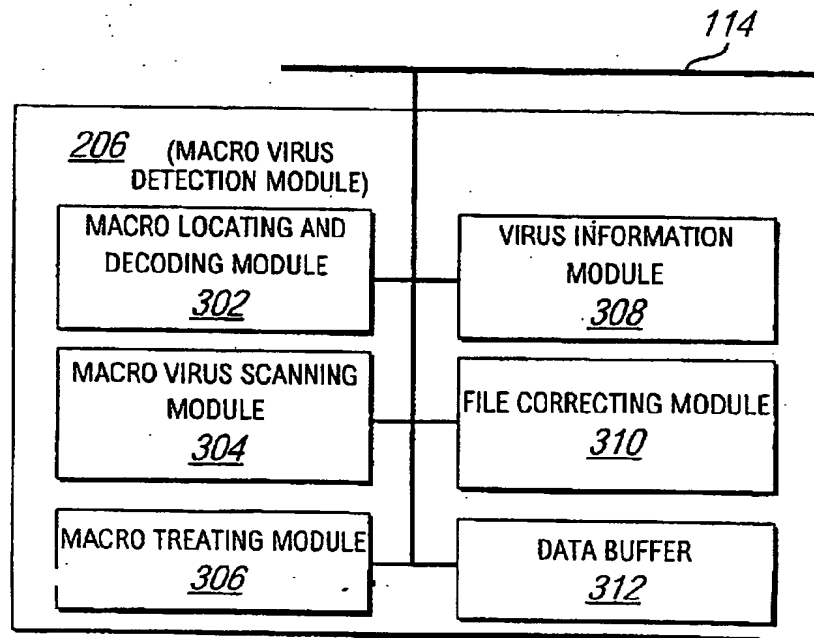 114
206 (MACRO VIRUS
DETECTION MODULE)
MACRO LOCATING AND
DECODING MODULE
302
VIRUS INFORMATION
MODULE
308
MACRO VIRUS SCANNING
MODULE
304
FILE CORRECTING MODULE
310
MACRO TREATING MODULE
306
DATA BUFFER
312